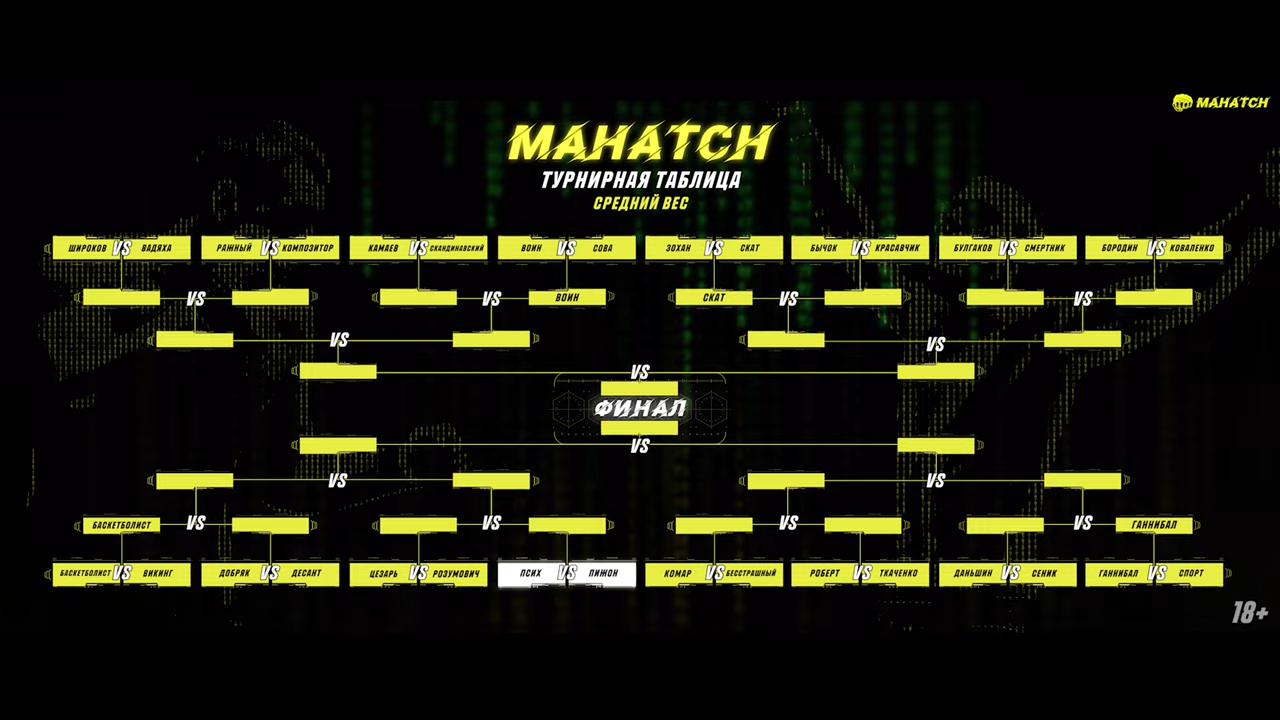 MAHATCH
MAHATCH
ТУРНИРНАЯ ТАБЛИЦА
СРЕДНИЙ ВЕС
ШИРОКОВ VS ВАДЯХА
РАЖНЫЙ VS КОМПОЗИТОР
КАМАЕВ VS СКАНДИНАВСКИЙ
ВОИН VS СОВА
ЗОХАН VS СКАТ
БЫЧОК VS КРАСАВЧИК
БУЛГАКОВ VS СМЕРТНИК
БОРОДИН VS КОВАЛЕНКО
VS
VS ВОИН
СКАТ VS
VS
VS
VS
VS
ФИНАЛ
VS
VS
VS
БАСКЕТБОЛИСТ VS
VS
VS
VS ГАННИБАЛ
БАСКЕТБОЛИСТ VS ВИКИНГ
ДОБРЯК VS ДЕСАНТ
ЦЕЗАРЬ VS РОЗУМОВИЧ
ПСИХ VS ПИЖОН
КОМАР VS БЕССТРАШНЫЙ
РОБЕРТ VS ТКАЧЕНКО
ДАНЬШИН VS СЕНИК
ГАННИБАЛ VS СПОРТ
18+